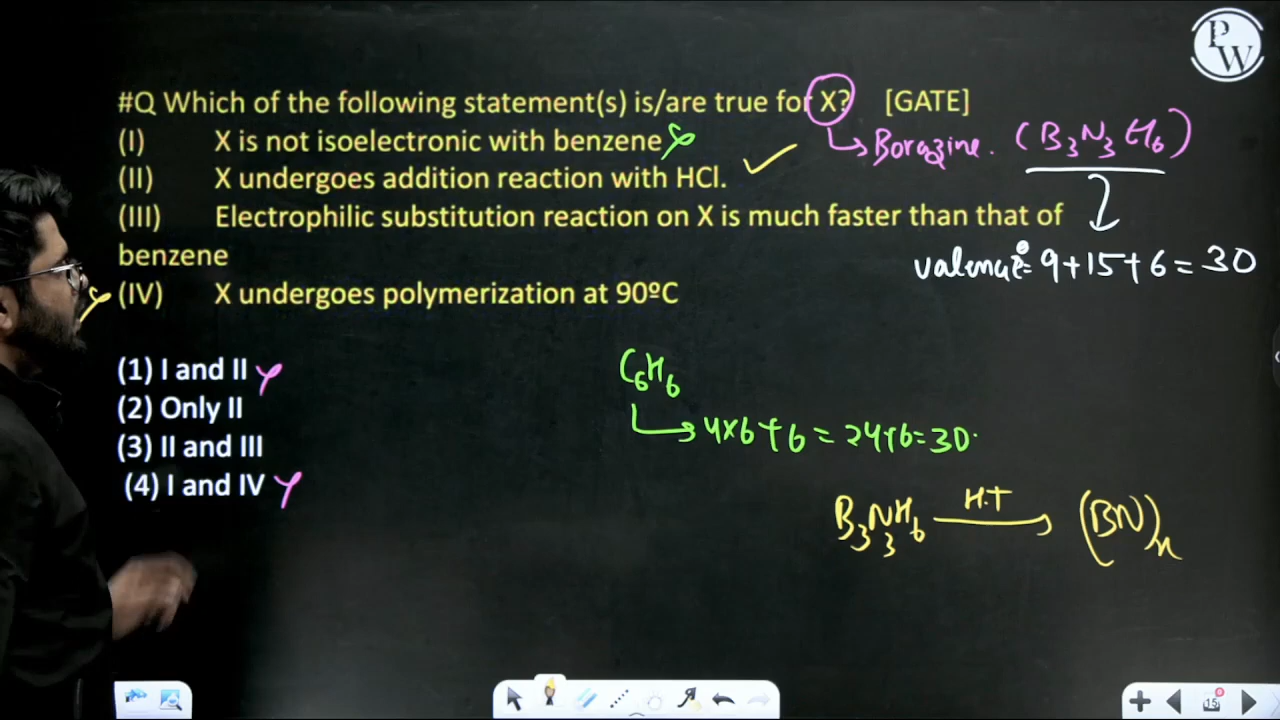 PW
#Q Which of the following statement(s) is/are true for X? [GATE]
→ Borazine. (B₃N₃H₆)
(I) X is not isoelectronic with benzene
(II) X undergoes addition reaction with HCl. ✓
(III) Electrophilic substitution reaction on X is much faster than that of
benzene
valence e⁻ = 9+15+6 = 30
(IV) X undergoes polymerization at 90ºC
(1) I and II
(2) Only II
(3) II and III
(4) I and IV
C₆H₆
→ 4×6+6 = 24+6=30.
B₃N₃H₆ —H.T→ (BN)ₙ
15